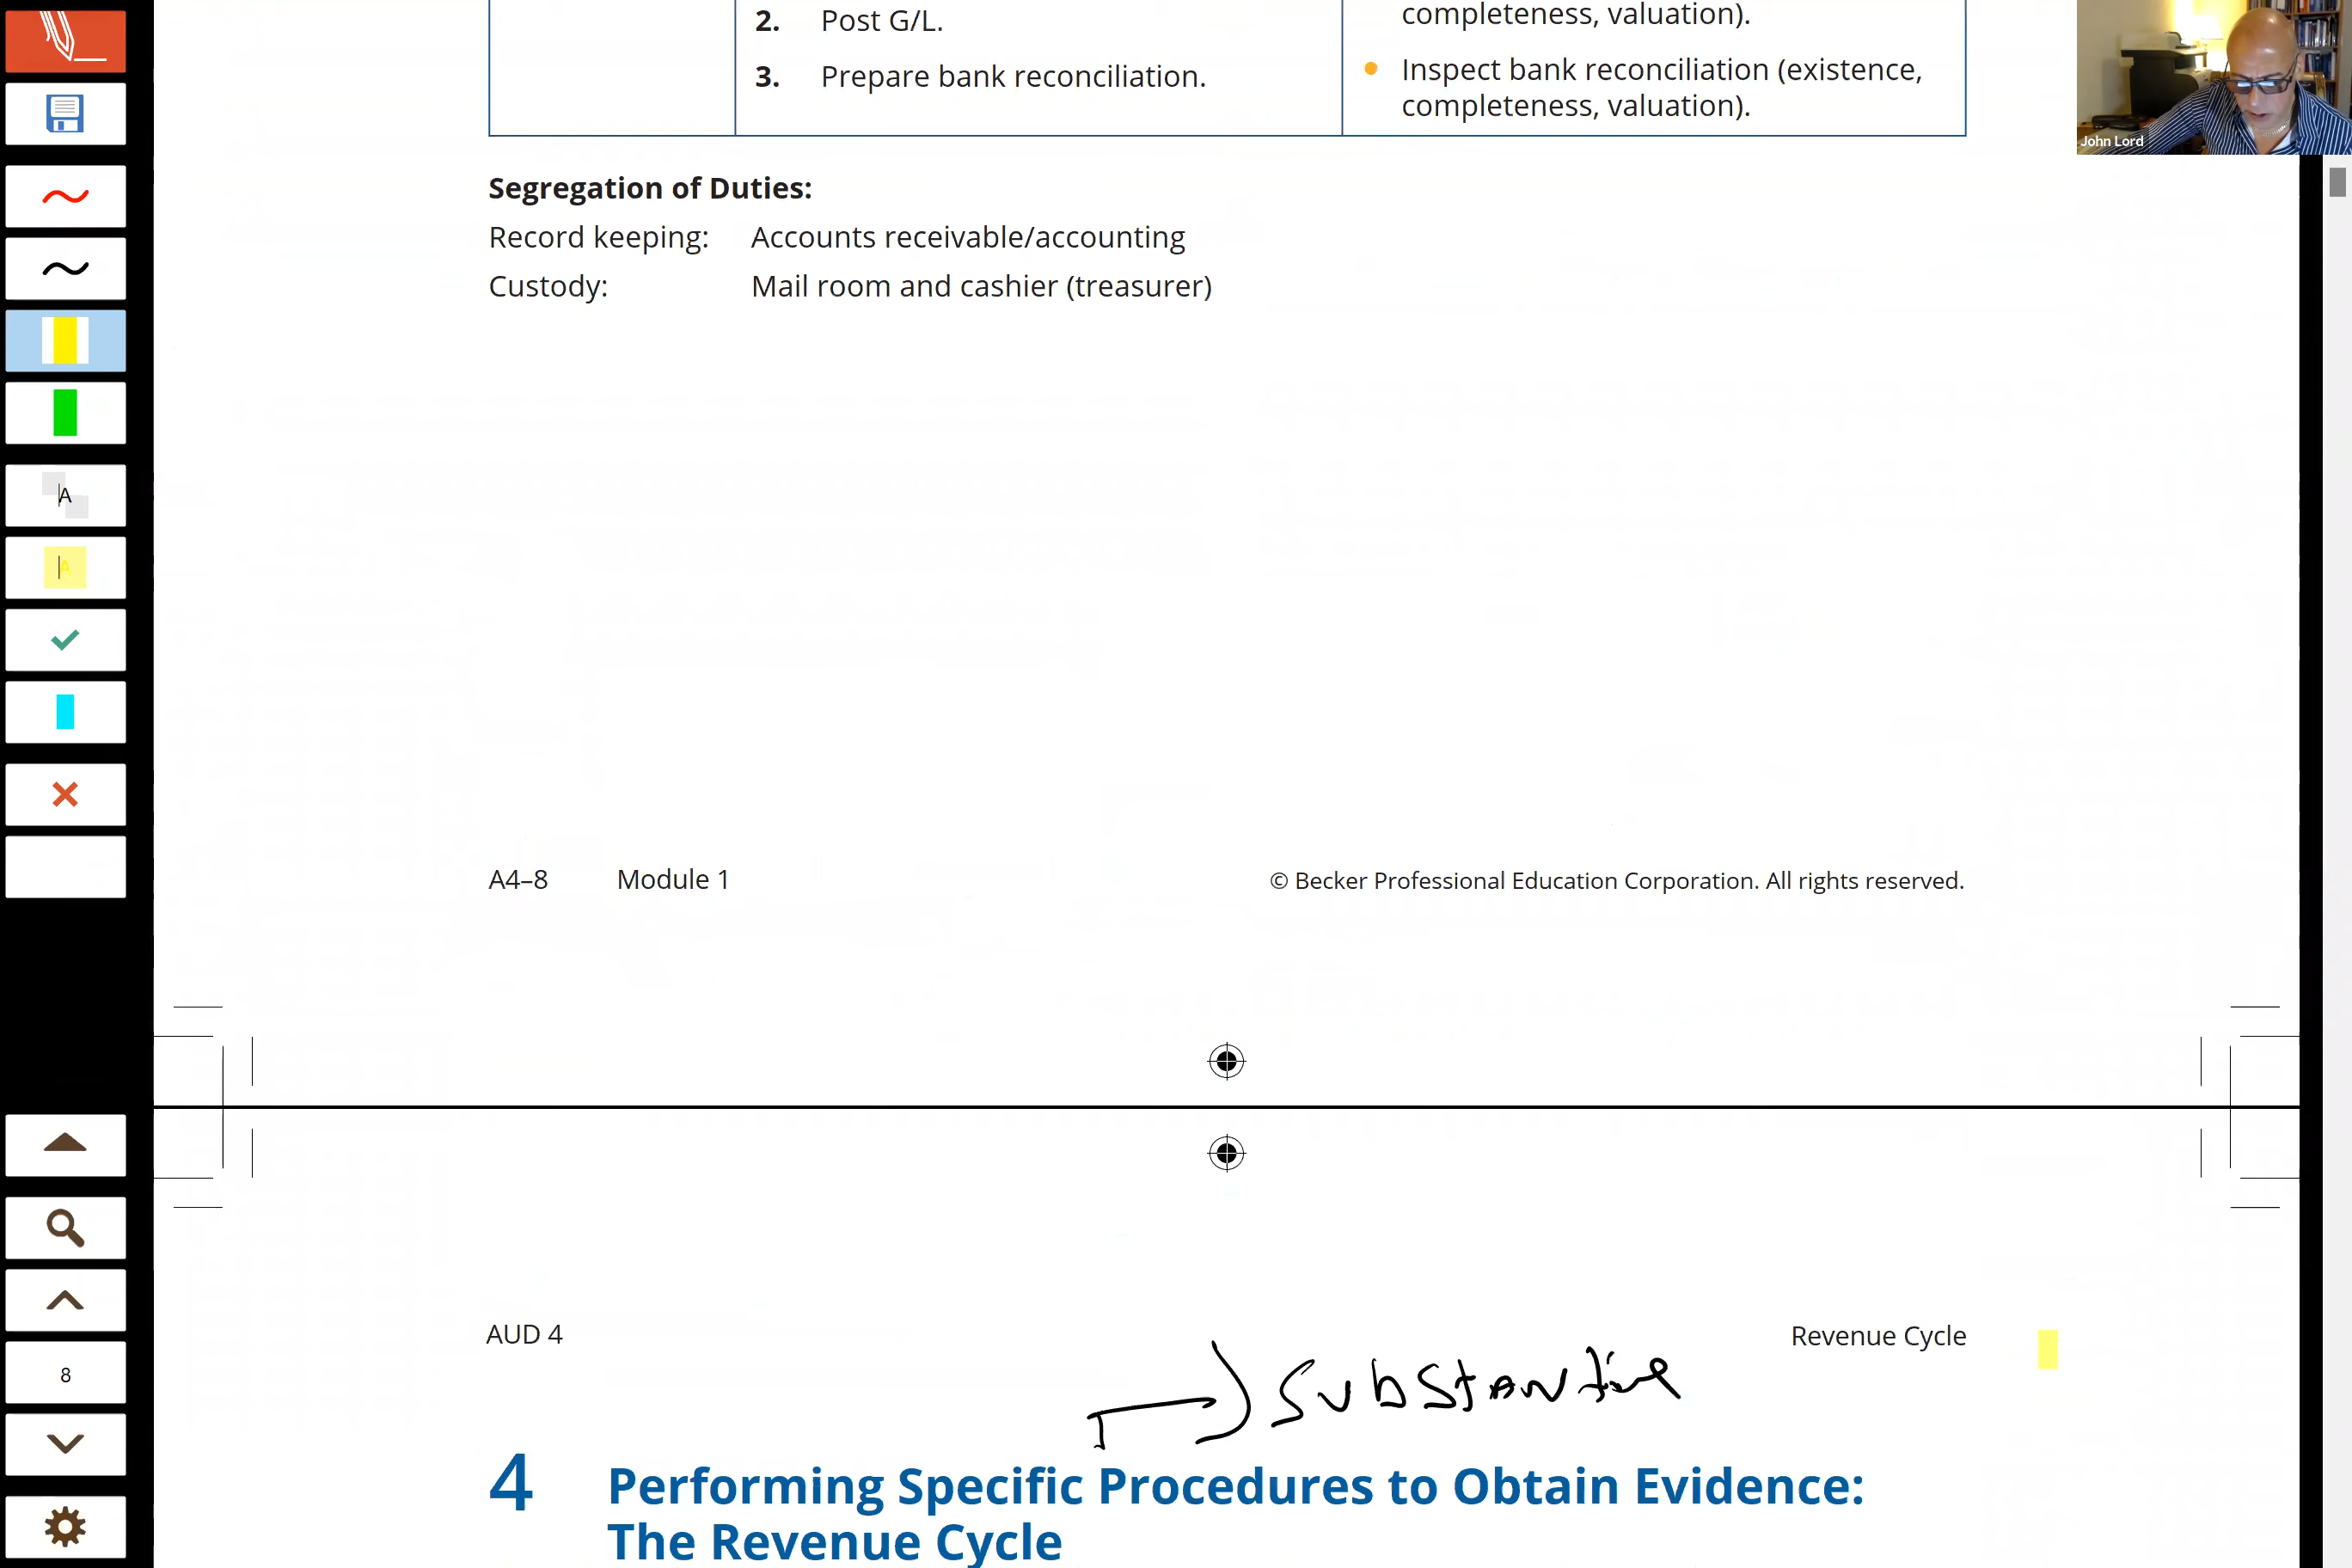 2. Post G/L.
3. Prepare bank reconciliation.
completeness, valuation).
Inspect bank reconciliation (existence,
completeness, valuation).
John Lord
Segregation of Duties:
Record keeping: Accounts receivable/accounting
Custody: Mail room and cashier (treasurer)
A
A
A4–8 Module 1 © Becker Professional Education Corporation. All rights reserved.
8
AUD 4 Revenue Cycle
Substantive
4 Performing Specific Procedures to Obtain Evidence:
The Revenue Cycle